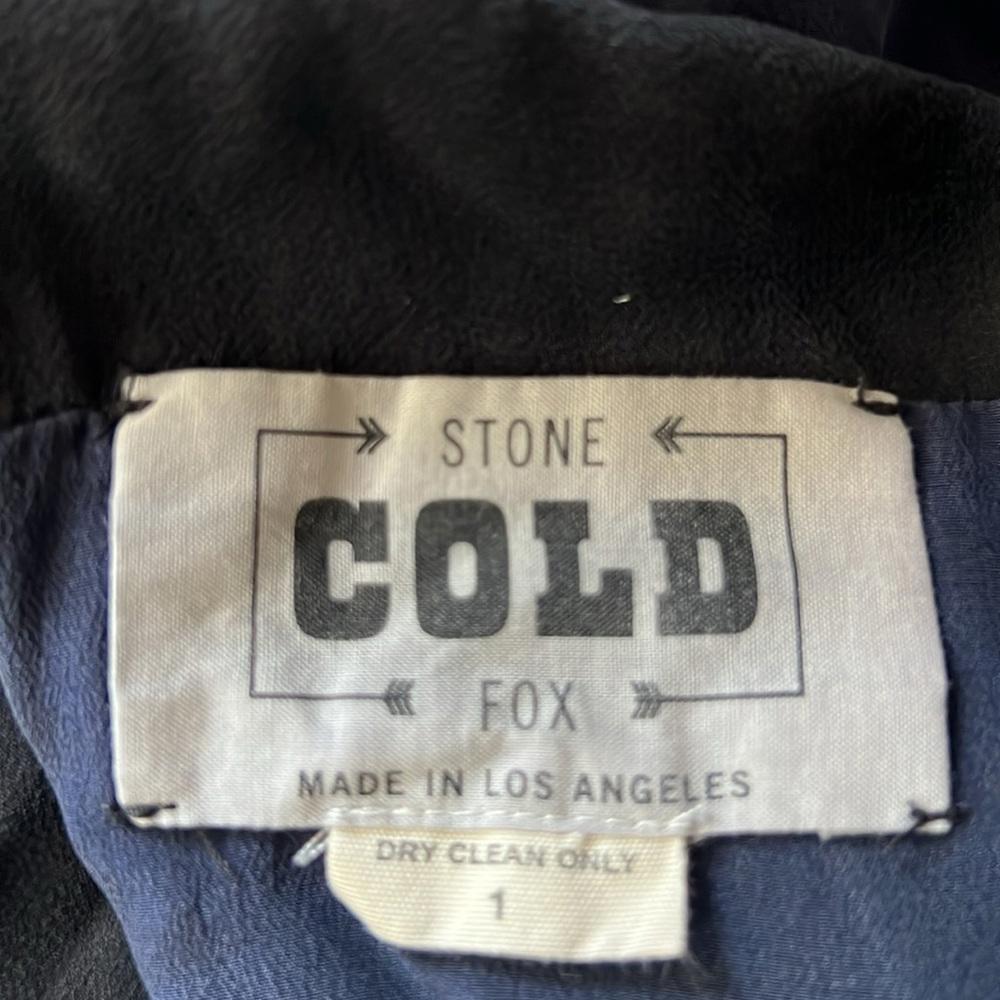 STONE
COLD
FOX
MADE IN LOS ANGELES
DRY CLEAN ONLY
1